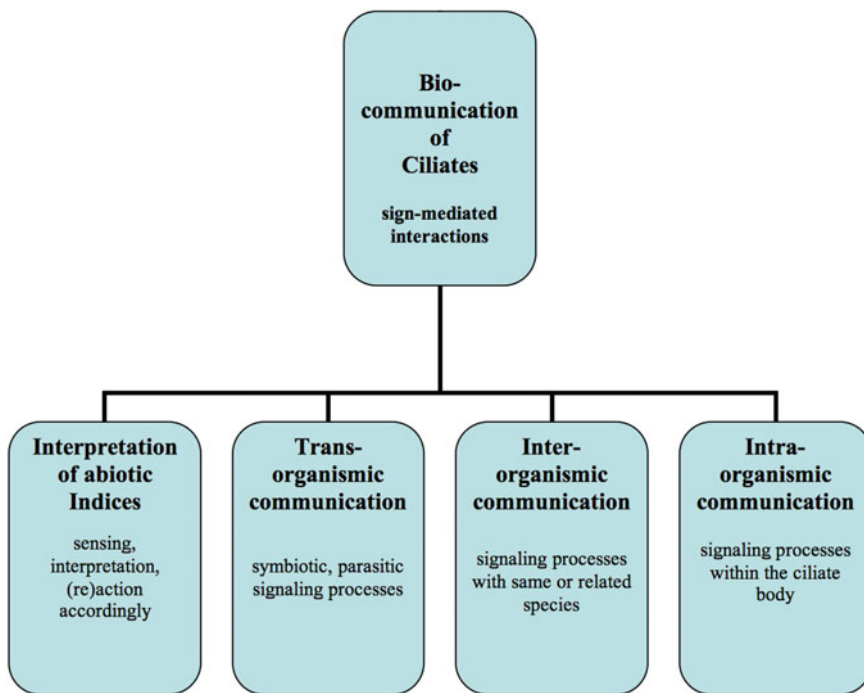 Bio-
communication
of
Ciliates
sign-mediated
interactions
Interpretation
of abiotic
Indices
sensing,
interpretation,
(re)action
accordingly
Trans-
organismic
communication
symbiotic, parasitic
signaling processes
Inter-
organismic
communication
signaling processes
with same or related
species
Intra-
organismic
communication
signaling processes
within the ciliate
body